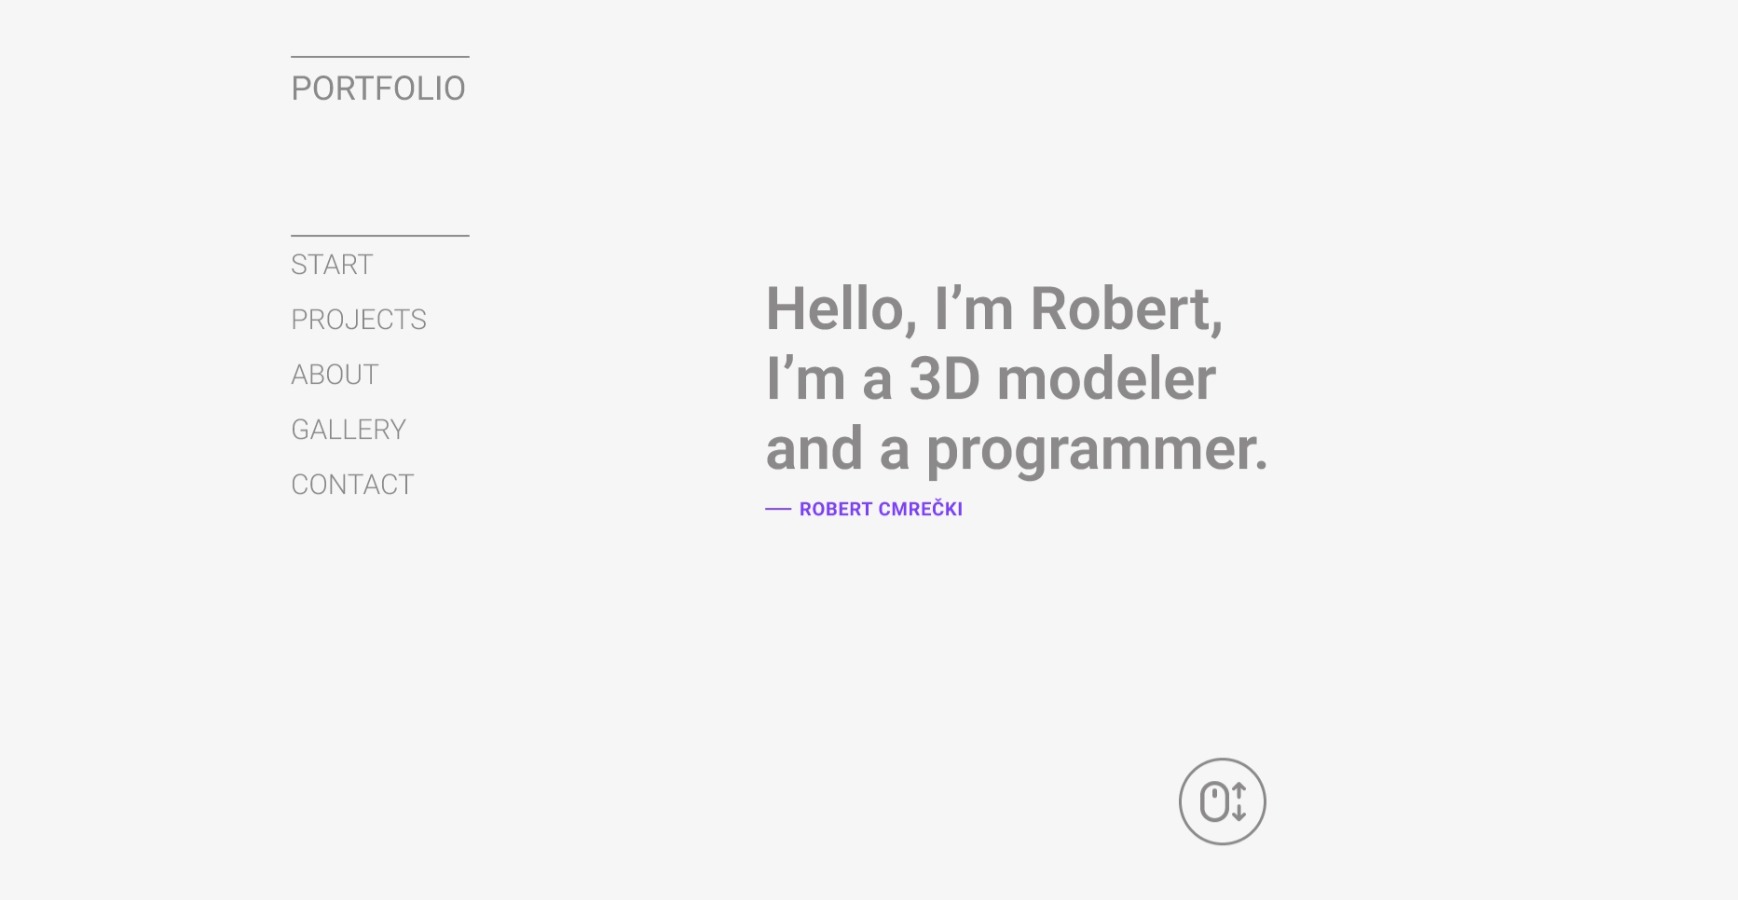 PORTFOLIO
START
PROJECTS
ABOUT
GALLERY
CONTACT
Hello, I’m Robert,
I’m a 3D modeler
and a programmer.
— ROBERT CMREČKI